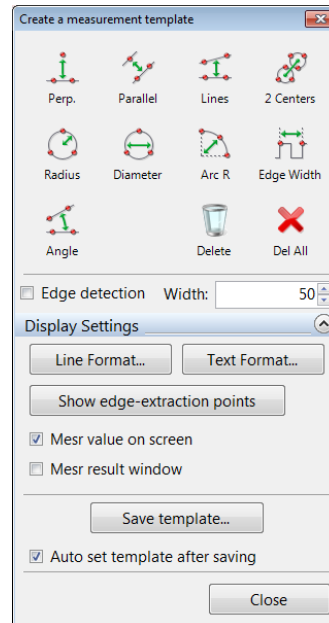 Create a measurement template
Perp. Parallel Lines 2 Centers
Radius Diameter Arc R Edge Width
Angle Delete Del All
Edge detection Width: 50
Display Settings
Line Format... Text Format...
Show edge-extraction points
Mesr value on screen
Mesr result window
Save template...
Auto set template after saving
Close